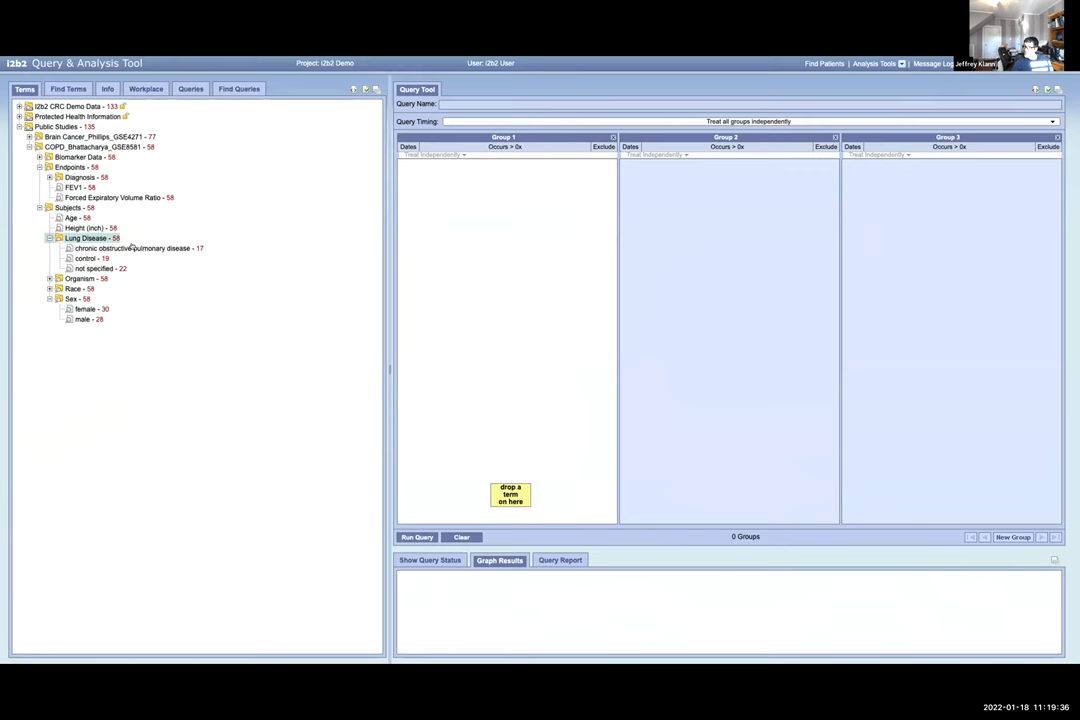 i2b2 Query & Analysis Tool
Project: i2b2 Demo
User: i2b2 User
Find Patients | Analysis Tools
Message Log
Jeffrey Klann
Terms
Find Terms
Info
Workplace
Queries
Find Queries
I2b2 CRC Demo Data - 133
Protected Health Information
Public Studies - 135
Brain Cancer_Phillips_GSE4271 - 77
COPD_Bhattacharya_GSE8581 - 58
Biomarker Data - 58
Endpoints - 58
Diagnosis - 58
FEV1 - 58
Forced Expiratory Volume Ratio - 58
Subjects - 58
Age - 58
Height (inch) - 58
Lung Disease - 58
chronic obstructive pulmonary disease - 17
control - 19
not specified - 22
Organism - 58
Race - 58
Sex - 58
female - 30
male - 28
Query Tool
Query Name:
Query Timing:
Treat all groups independently
Group 1
Group 2
Group 3
Dates
Occurs > 0x
Exclude
Dates
Occurs > 0x
Exclude
Dates
Occurs > 0x
Exclude
Treat Independently
Treat Independently
Treat Independently
drop a
term
on here
Run Query
Clear
0 Groups
New Group
Show Query Status
Graph Results
Query Report
2022-01-18 11:19:36